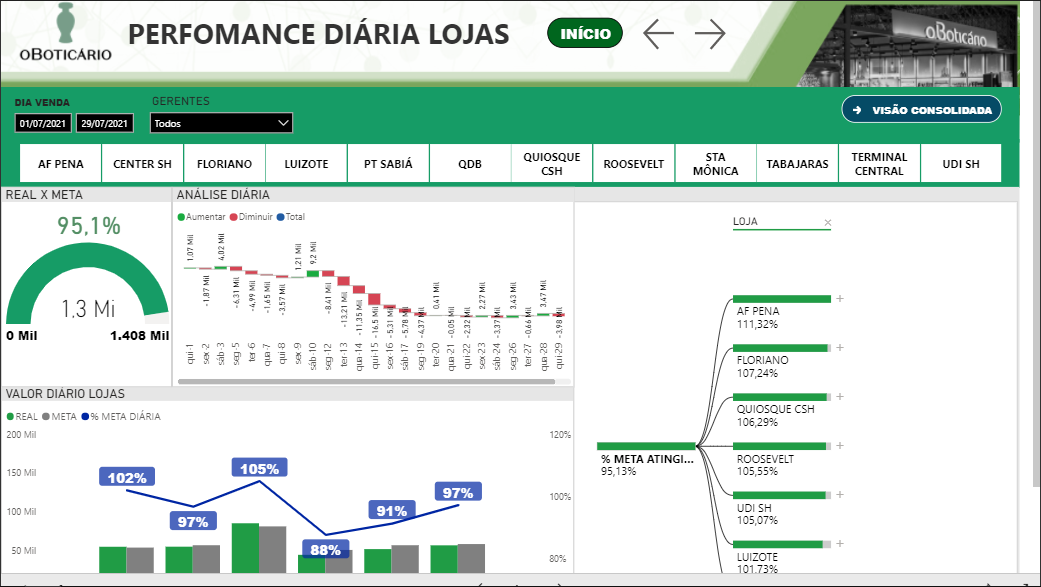 oBOTICÁRIO
PERFOMANCE DIÁRIA LOJAS
INÍCIO
oBoticário
DIA VENDA
GERENTES
01/07/2021
29/07/2021
Todos
VISÃO CONSOLIDADA
AF PENA
CENTER SH
FLORIANO
LUIZOTE
PT SABIÁ
QDB
QUIOSQUE
CSH
ROOSEVELT
STA
MÔNICA
TABAJARAS
TERMINAL
CENTRAL
UDI SH
REAL X META
95,1%
1,3 Mi
0 Mil
1.408 Mil
ANÁLISE DIÁRIA
Aumentar Diminuir Total
1,07 Mil
-1,87 Mil
4,02 Mil
-6,31 Mil
-4,99 Mil
-1,65 Mil
-3,57 Mil
1,21 Mil
9,2 Mil
-8,41 Mil
-13,21 Mil
-11,35 Mil
-16,5 Mil
-5,31 Mil
-5,78 Mil
-4,37 Mil
0,41 Mil
-0,05 Mil
-2,32 Mil
2,27 Mil
-3,37 Mil
3,43 Mil
-0,66 Mil
3,47 Mil
-3,98 Mil
qui-1
sex-2
sáb-3
seg-5
ter-6
qua-7
qui-8
sex-9
sáb-10
seg-12
ter-13
qua-14
qui-15
sex-16
sáb-17
seg-19
ter-20
qua-21
qui-22
sex-23
sáb-24
seg-26
ter-27
qua-28
qui-29
VALOR DIÁRIO LOJAS
REAL META % META DIÁRIA
200 Mil
150 Mil
100 Mil
50 Mil
120%
100%
80%
102%
97%
105%
88%
91%
97%
LOJA
% META ATINGI...
95,13%
AF PENA
111,32%
FLORIANO
107,24%
QUIOSQUE CSH
106,29%
ROOSEVELT
105,55%
UDI SH
105,07%
LUIZOTE
101,73%